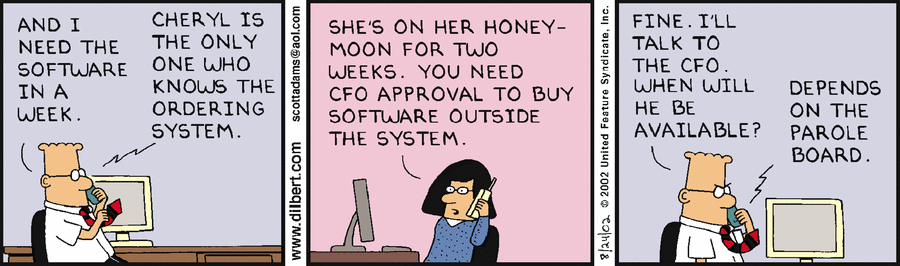 AND I
NEED THE
SOFTWARE
IN A
WEEK.
CHERYL IS
THE ONLY
ONE WHO
KNOWS THE
ORDERING
SYSTEM.
www.dilbert.com
scottadams@aol.com
SHE'S ON HER HONEY-
MOON FOR TWO
WEEKS. YOU NEED
CFO APPROVAL TO BUY
SOFTWARE OUTSIDE
THE SYSTEM.
8/24/02 © 2002 United Feature Syndicate, Inc.
FINE. I'LL
TALK TO
THE CFO.
WHEN WILL
HE BE
AVAILABLE?
DEPENDS
ON THE
PAROLE
BOARD.